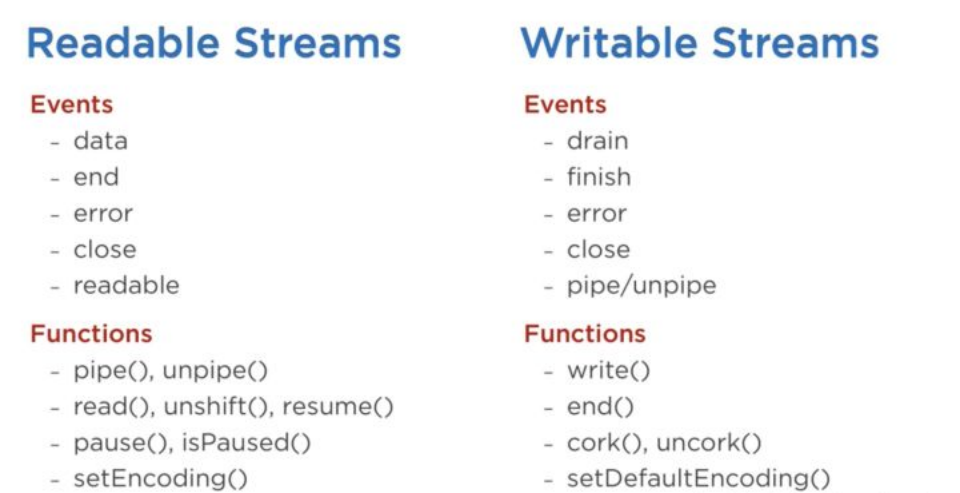 Readable Streams
Events
- data
- end
- error
- close
- readable
Functions
- pipe(), unpipe()
- read(), unshift(), resume()
- pause(), isPaused()
- setEncoding()
Writable Streams
Events
- drain
- finish
- error
- close
- pipe/unpipe
Functions
- write()
- end()
- cork(), uncork()
- setDefaultEncoding()